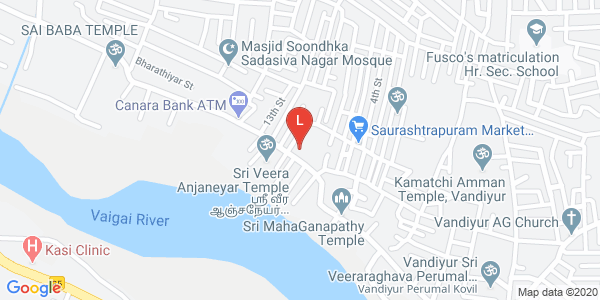 SAI BABA TEMPLE
Masjid Soondhka
Sadasiva Nagar Mosque
Fusco's matriculation
Hr. Sec. School
Bharathiyar St
Canara Bank ATM
13th St
4th St
L
Saurashtrapuram Market...
Sri Veera
Anjaneyar Temple
ஸ்ரீ வீர
ஆஞ்சநேயர்...
Kamatchi Amman
Temple, Vandiyur
Vaigai River
Sri MahaGanapathy
Temple
Vandiyur AG Church
H
Kasi Clinic
Vandiyur Sri
Veeraraghava Perumal...
Vandiyur Perumal Kovil
Map data ©2020